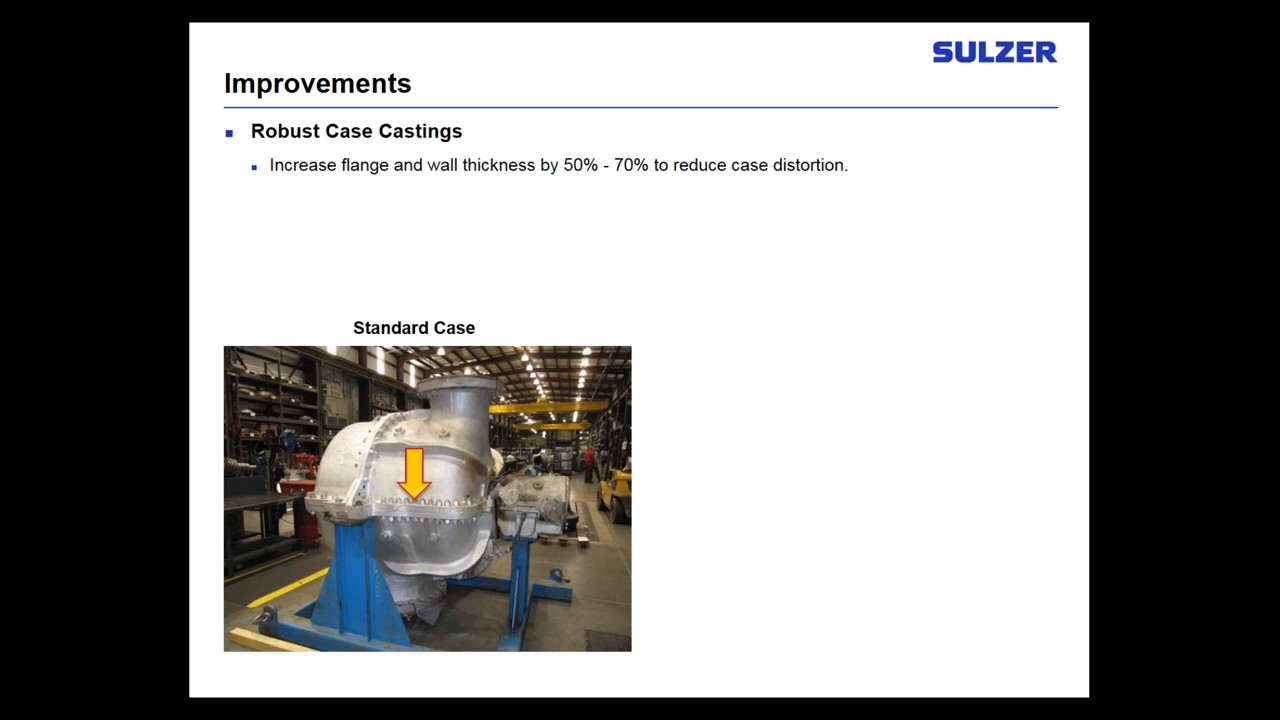 SULZER
Improvements
Robust Case Castings
Increase flange and wall thickness by 50% - 70% to reduce case distortion.
Standard Case